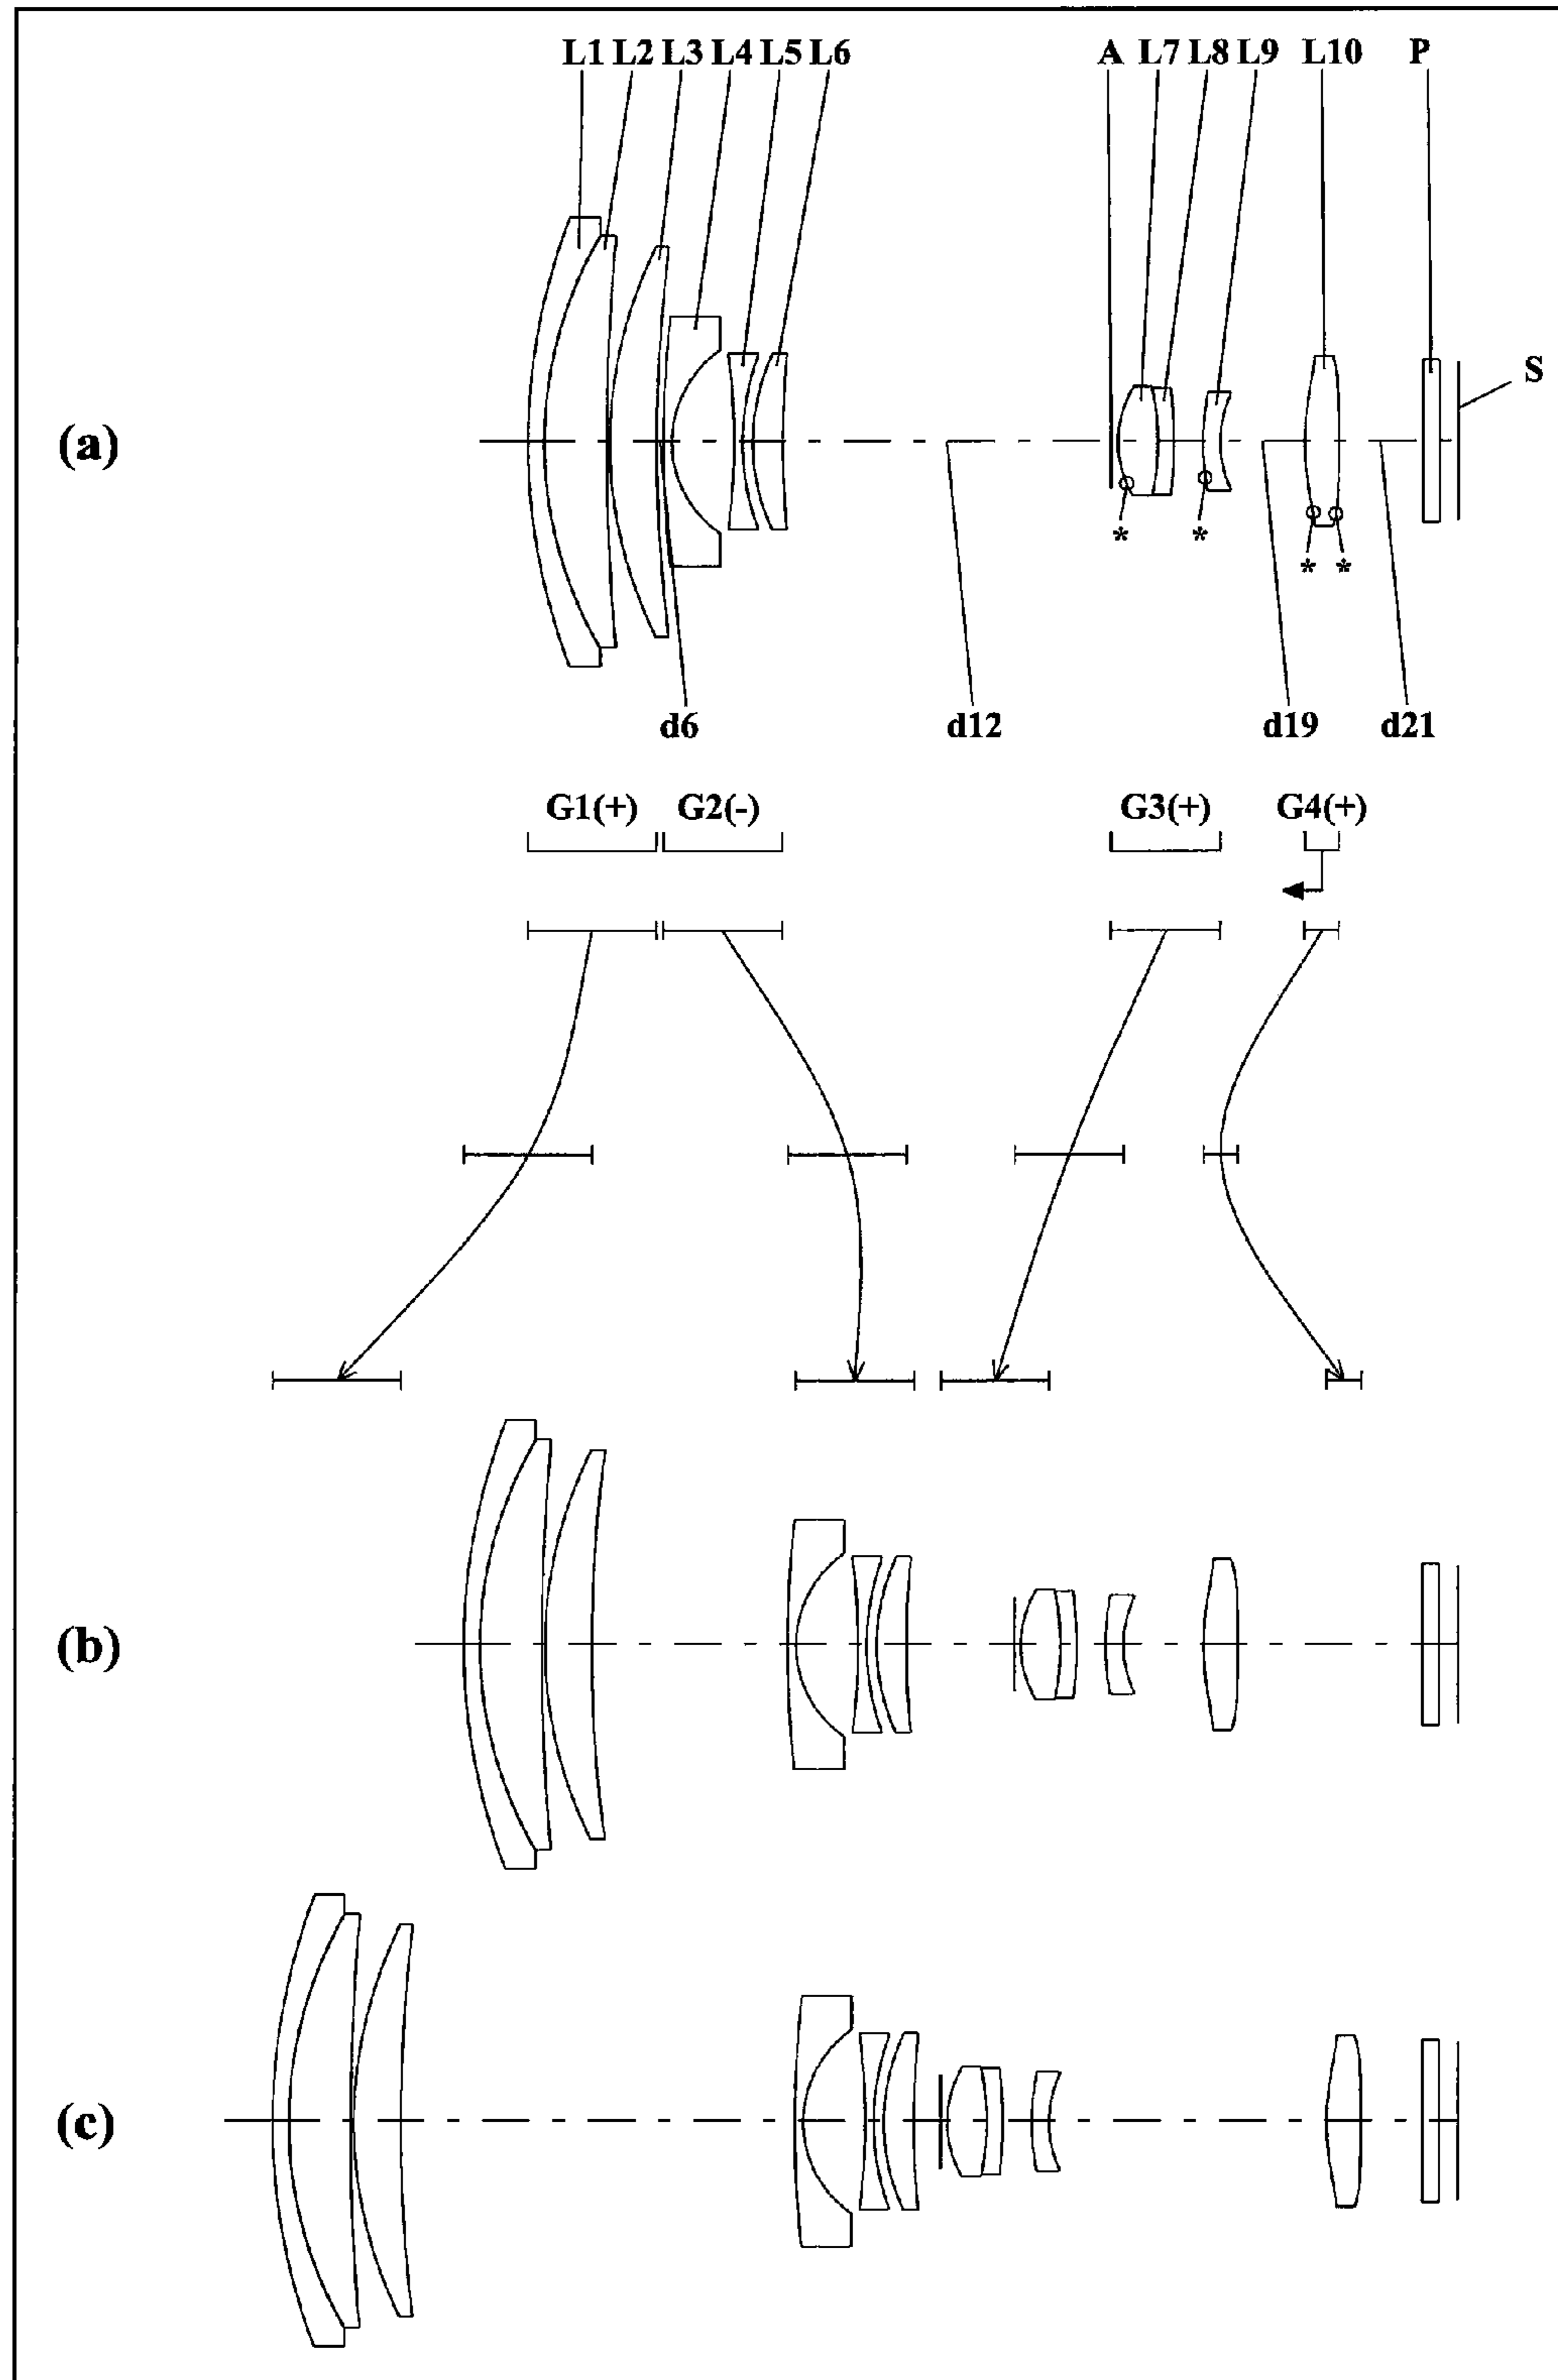 L1 L2 L3 L4 L5 L6 A L7 L8 L9 L10 P
S
(a)
* *
* *
d6 d12 d19 d21
G1(+) G2(-) G3(+) G4(+)
(b)
(c)